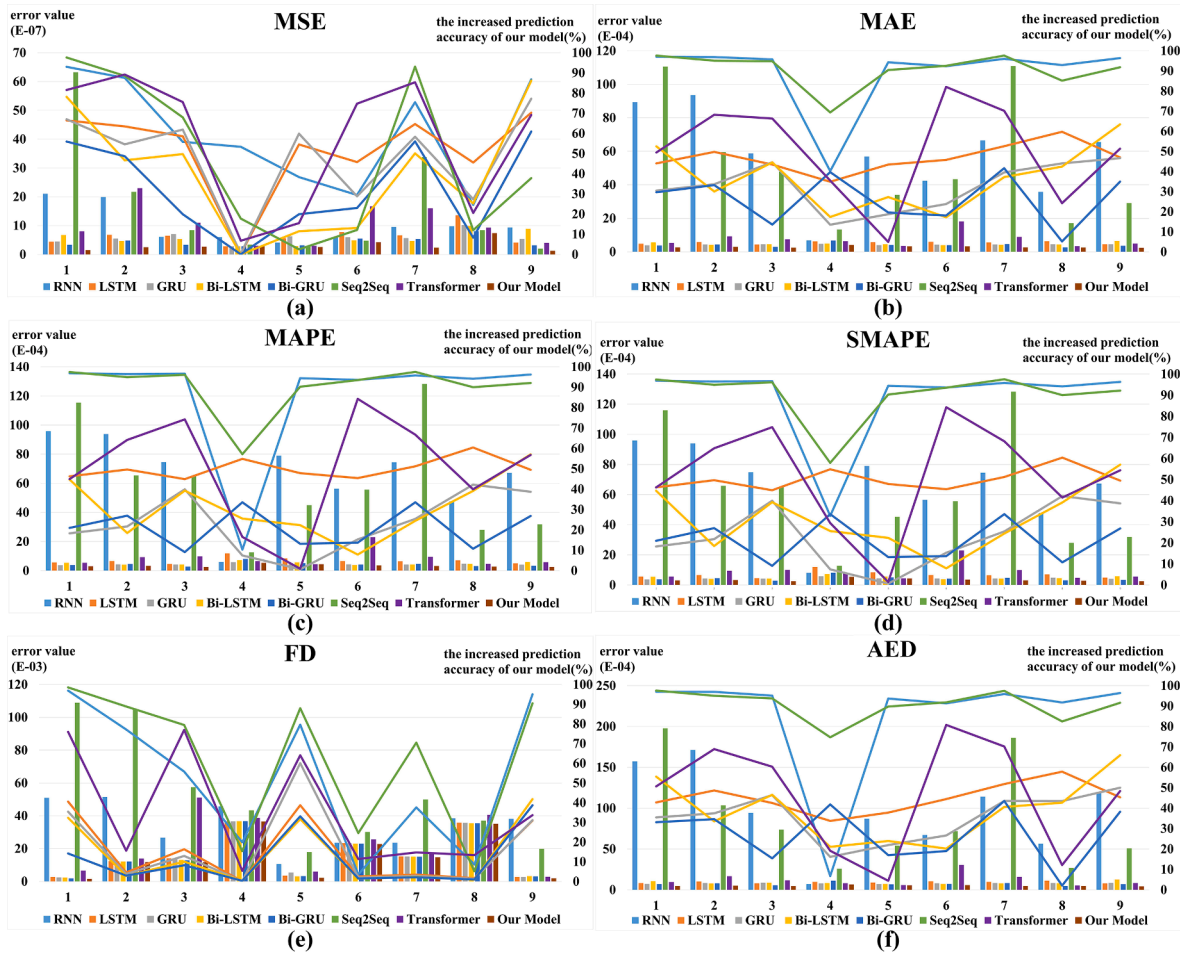 error value
(E-07)
MSE
the increased prediction
accuracy of our model(%)
70 60 50 40 30 20 10 0
100 90 80 70 60 50 40 30 20 10 0
1 2 3 4 5 6 7 8 9
RNN LSTM GRU Bi-LSTM Bi-GRU Seq2Seq Transformer Our Model
(a)
error value
(E-04)
MAE
the increased prediction
accuracy of our model(%)
120 100 80 60 40 20 0
100 90 80 70 60 50 40 30 20 10 0
1 2 3 4 5 6 7 8 9
RNN LSTM GRU Bi-LSTM Bi-GRU Seq2Seq Transformer Our Model
(b)
error value
(E-04)
MAPE
the increased prediction
accuracy of our model(%)
140 120 100 80 60 40 20 0
100 90 80 70 60 50 40 30 20 10 0
1 2 3 4 5 6 7 8 9
RNN LSTM GRU Bi-LSTM Bi-GRU Seq2Seq Transformer Our Model
(c)
error value
(E-04)
SMAPE
the increased prediction
accuracy of our model(%)
140 120 100 80 60 40 20 0
100 90 80 70 60 50 40 30 20 10 0
1 2 3 4 5 6 7 8 9
RNN LSTM GRU Bi-LSTM Bi-GRU Seq2Seq Transformer Our Model
(d)
error value
(E-03)
FD
the increased prediction
accuracy of our model(%)
120 100 80 60 40 20 0
100 90 80 70 60 50 40 30 20 10 0
1 2 3 4 5 6 7 8 9
RNN LSTM GRU Bi-LSTM Bi-GRU Seq2Seq Transformer Our Model
(e)
error value
(E-04)
AED
the increased prediction
accuracy of our model(%)
250 200 150 100 50 0
100 90 80 70 60 50 40 30 20 10 0
1 2 3 4 5 6 7 8 9
RNN LSTM GRU Bi-LSTM Bi-GRU Seq2Seq Transformer Our Model
(f)